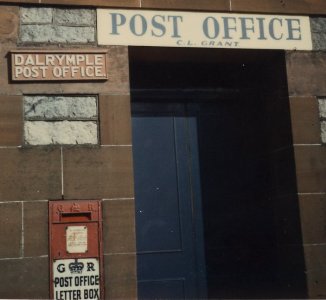 POST OFFICE
C.L. GRANT
DALRYMPLE
POST OFFICE.
G R
POST OFFICE
LETTER BOX